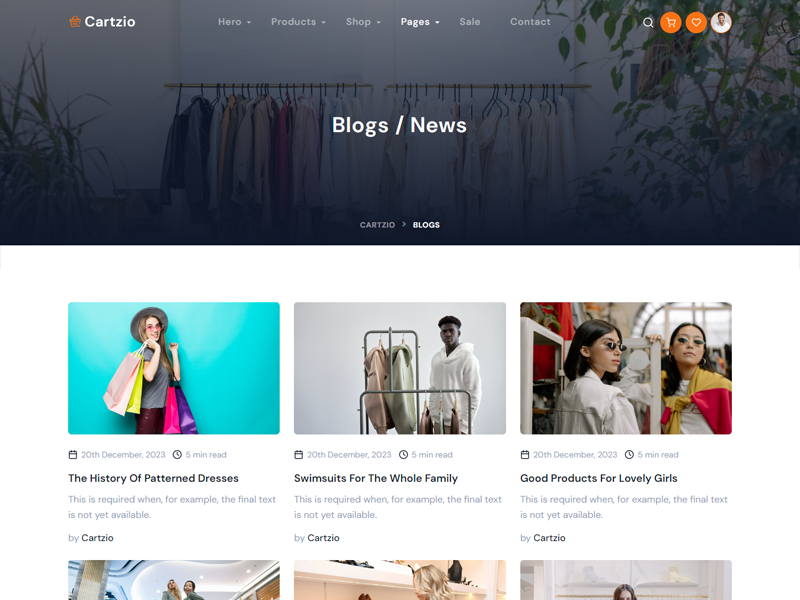 Cartzio
Hero
Products
Shop
Pages
Sale
Contact
Blogs / News
CARTZIO > BLOGS
20th December, 2023 5 min read
The History Of Patterned Dresses
This is required when, for example, the final text
is not yet available.
by Cartzio
20th December, 2023 5 min read
Swimsuits For The Whole Family
This is required when, for example, the final text
is not yet available.
by Cartzio
20th December, 2023 5 min read
Good Products For Lovely Girls
This is required when, for example, the final text
is not yet available.
by Cartzio